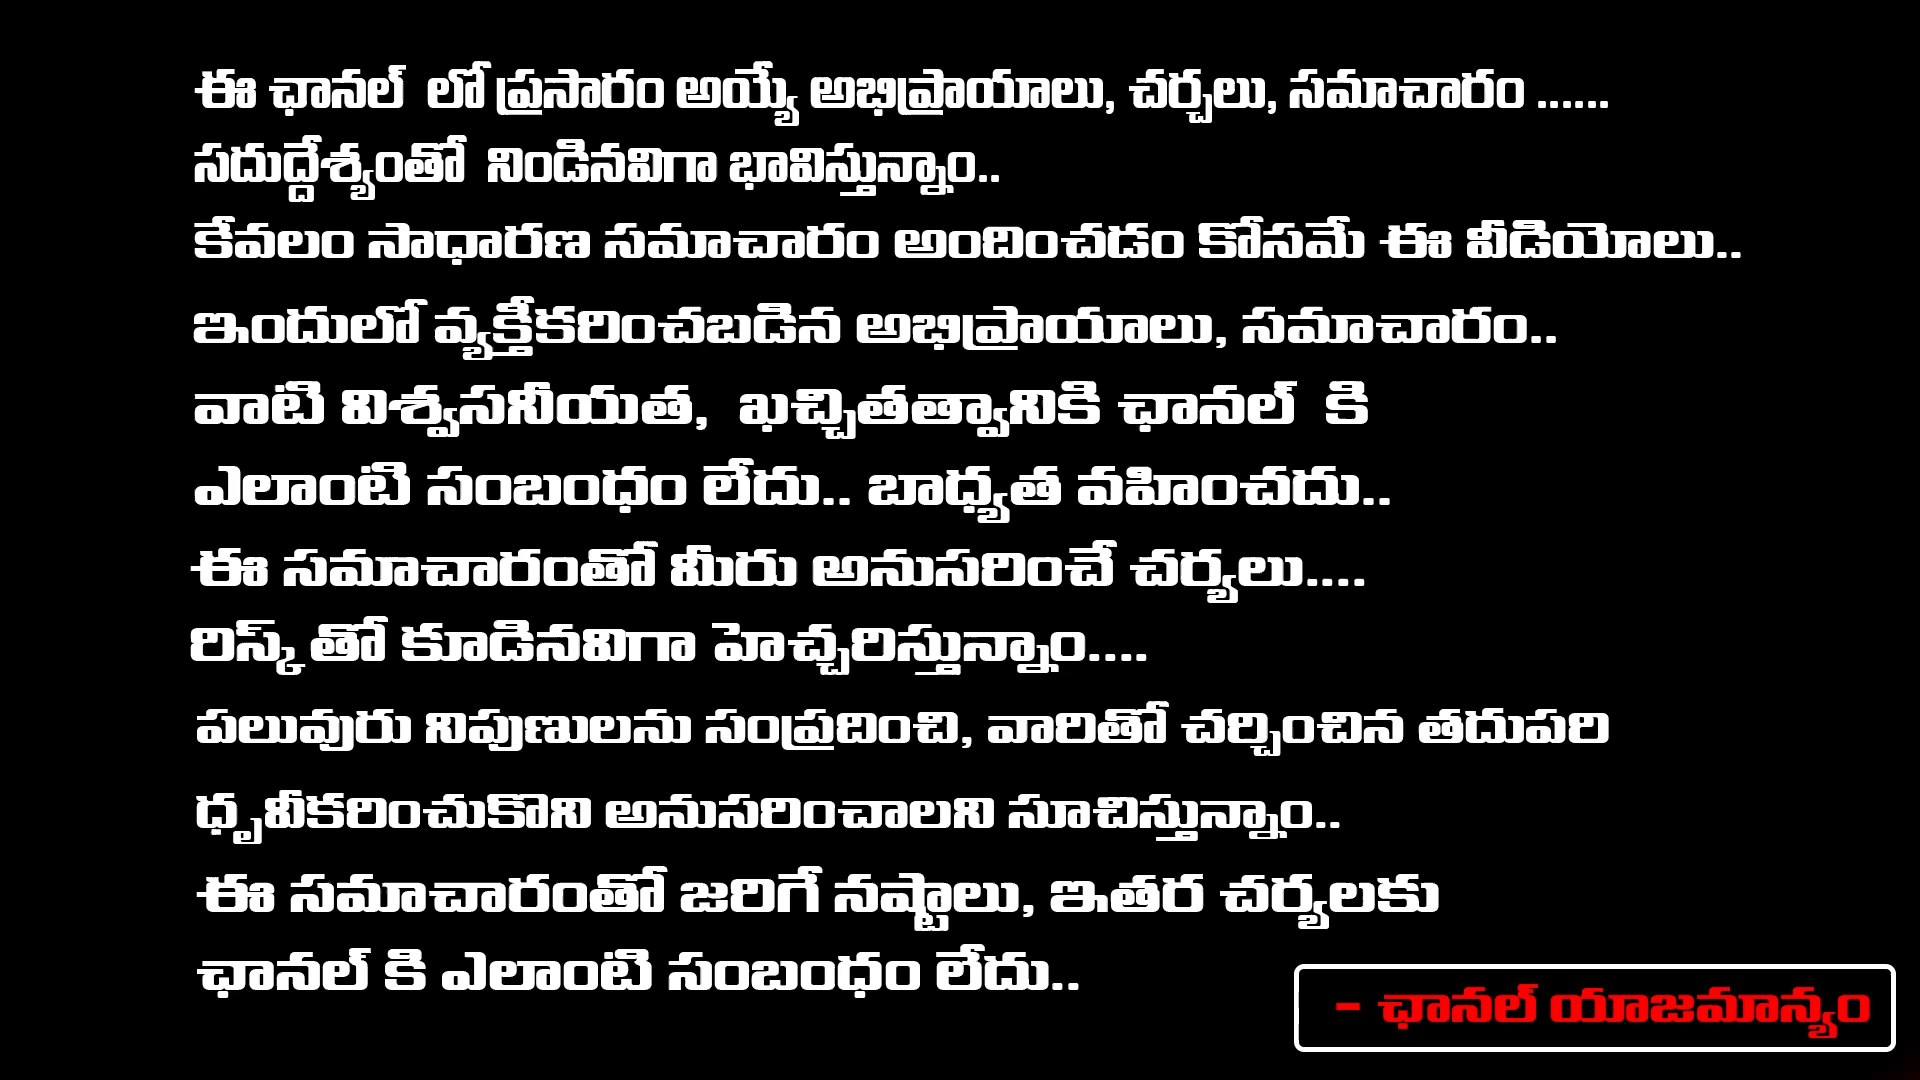 ఈ ఛానల్ లో ప్రసారం అయ్యే అభిప్రాయాలు, చర్చలు, సమాచారం ......
సదుద్దేశ్యంతో నిండినవిగా భావిస్తున్నాం..
కేవలం సాధారణ సమాచారం అందించడం కోసమే ఈ వీడియోలు..
ఇందులో వ్యక్తీకరించబడిన అభిప్రాయాలు, సమాచారం..
వాటి విశ్వసనీయత, ఖచ్చితత్వానికి ఛానల్ కి
ఎలాంటి సంబంధం లేదు.. బాధ్యత వహించదు..
ఈ సమాచారంతో మీరు అనుసరించే చర్యలు....
రిస్క్ తో కూడినవిగా హెచ్చరిస్తున్నాం....
పలువురు నిపుణులను సంప్రదించి, వారితో చర్చించిన తదుపరి
ధృవీకరించుకొని అనుసరించాలని సూచిస్తున్నాం..
ఈ సమాచారంతో జరిగే నష్టాలు, ఇతర చర్యలకు
ఛానల్ కి ఎలాంటి సంబంధం లేదు..
- ఛానల్ యాజమాన్యం